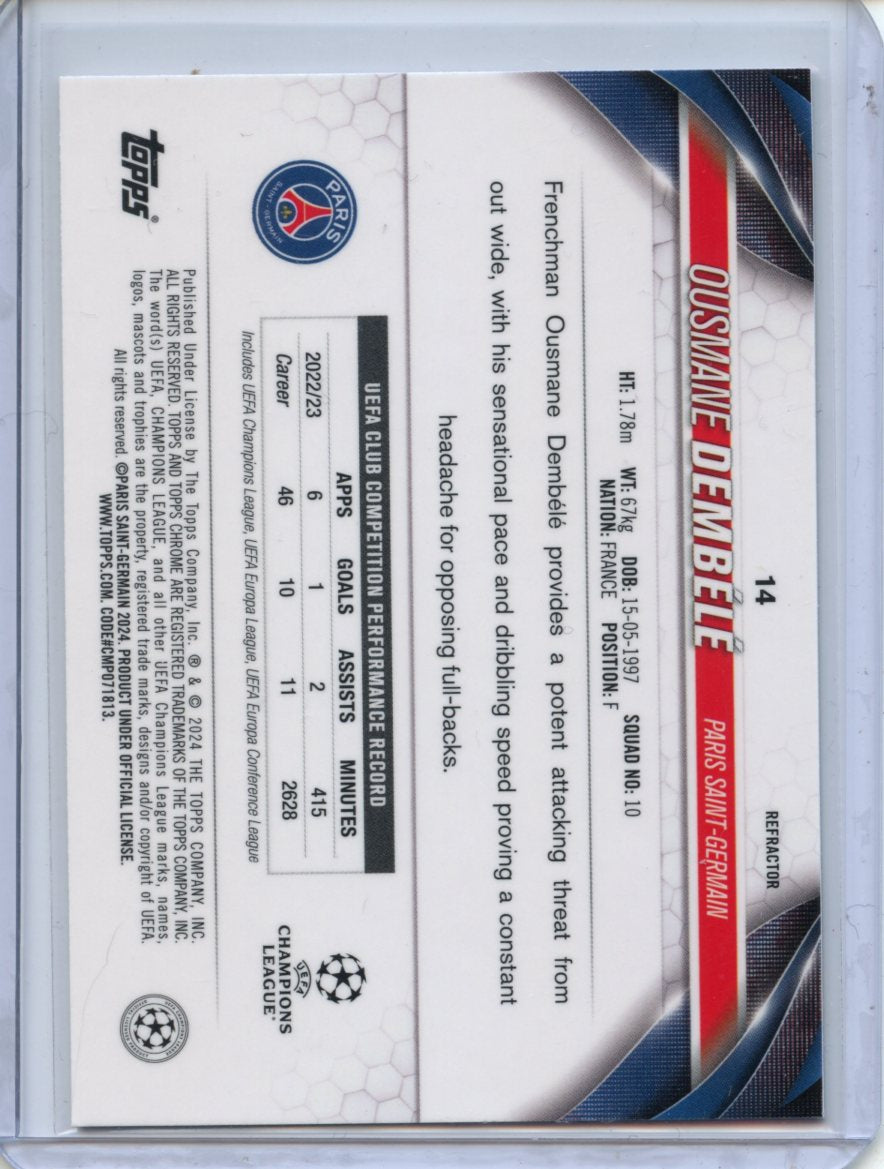 14
REFRACTOR
OUSMANE DEMBÉLÉ
PARIS SAINT-GERMAIN
HT: 1.78m WT: 67kg DOB: 15-05-1997 SQUAD NO: 10
NATION: FRANCE POSITION: F
Frenchman Ousmane Dembélé provides a potent attacking threat from
out wide, with his sensational pace and dribbling speed proving a constant
headache for opposing full-backs.
UEFA CLUB COMPETITION PERFORMANCE RECORD
APPS GOALS ASSISTS MINUTES
2022/23 6 1 2 415
Career 46 10 11 2628
Includes UEFA Champions League, UEFA Europa League, UEFA Europa Conference League
PARIS
SAINT-GERMAIN
UEFA
CHAMPIONS
LEAGUE®
topps®
Published Under License by The Topps Company, Inc. ® & © 2024 THE TOPPS COMPANY, INC.
ALL RIGHTS RESERVED. TOPPS AND TOPPS CHROME ARE REGISTERED TRADEMARKS OF THE TOPPS COMPANY, INC.
The word(s) UEFA, CHAMPIONS LEAGUE, and all other UEFA Champions League marks, names,
logos, mascots and trophies are the property, registered trade marks, designs and/or copyright of UEFA.
All rights reserved. ©PARIS SAINT-GERMAIN 2024. PRODUCT UNDER OFFICIAL LICENSE.
WWW.TOPPS.COM. CODE#CMP071813.